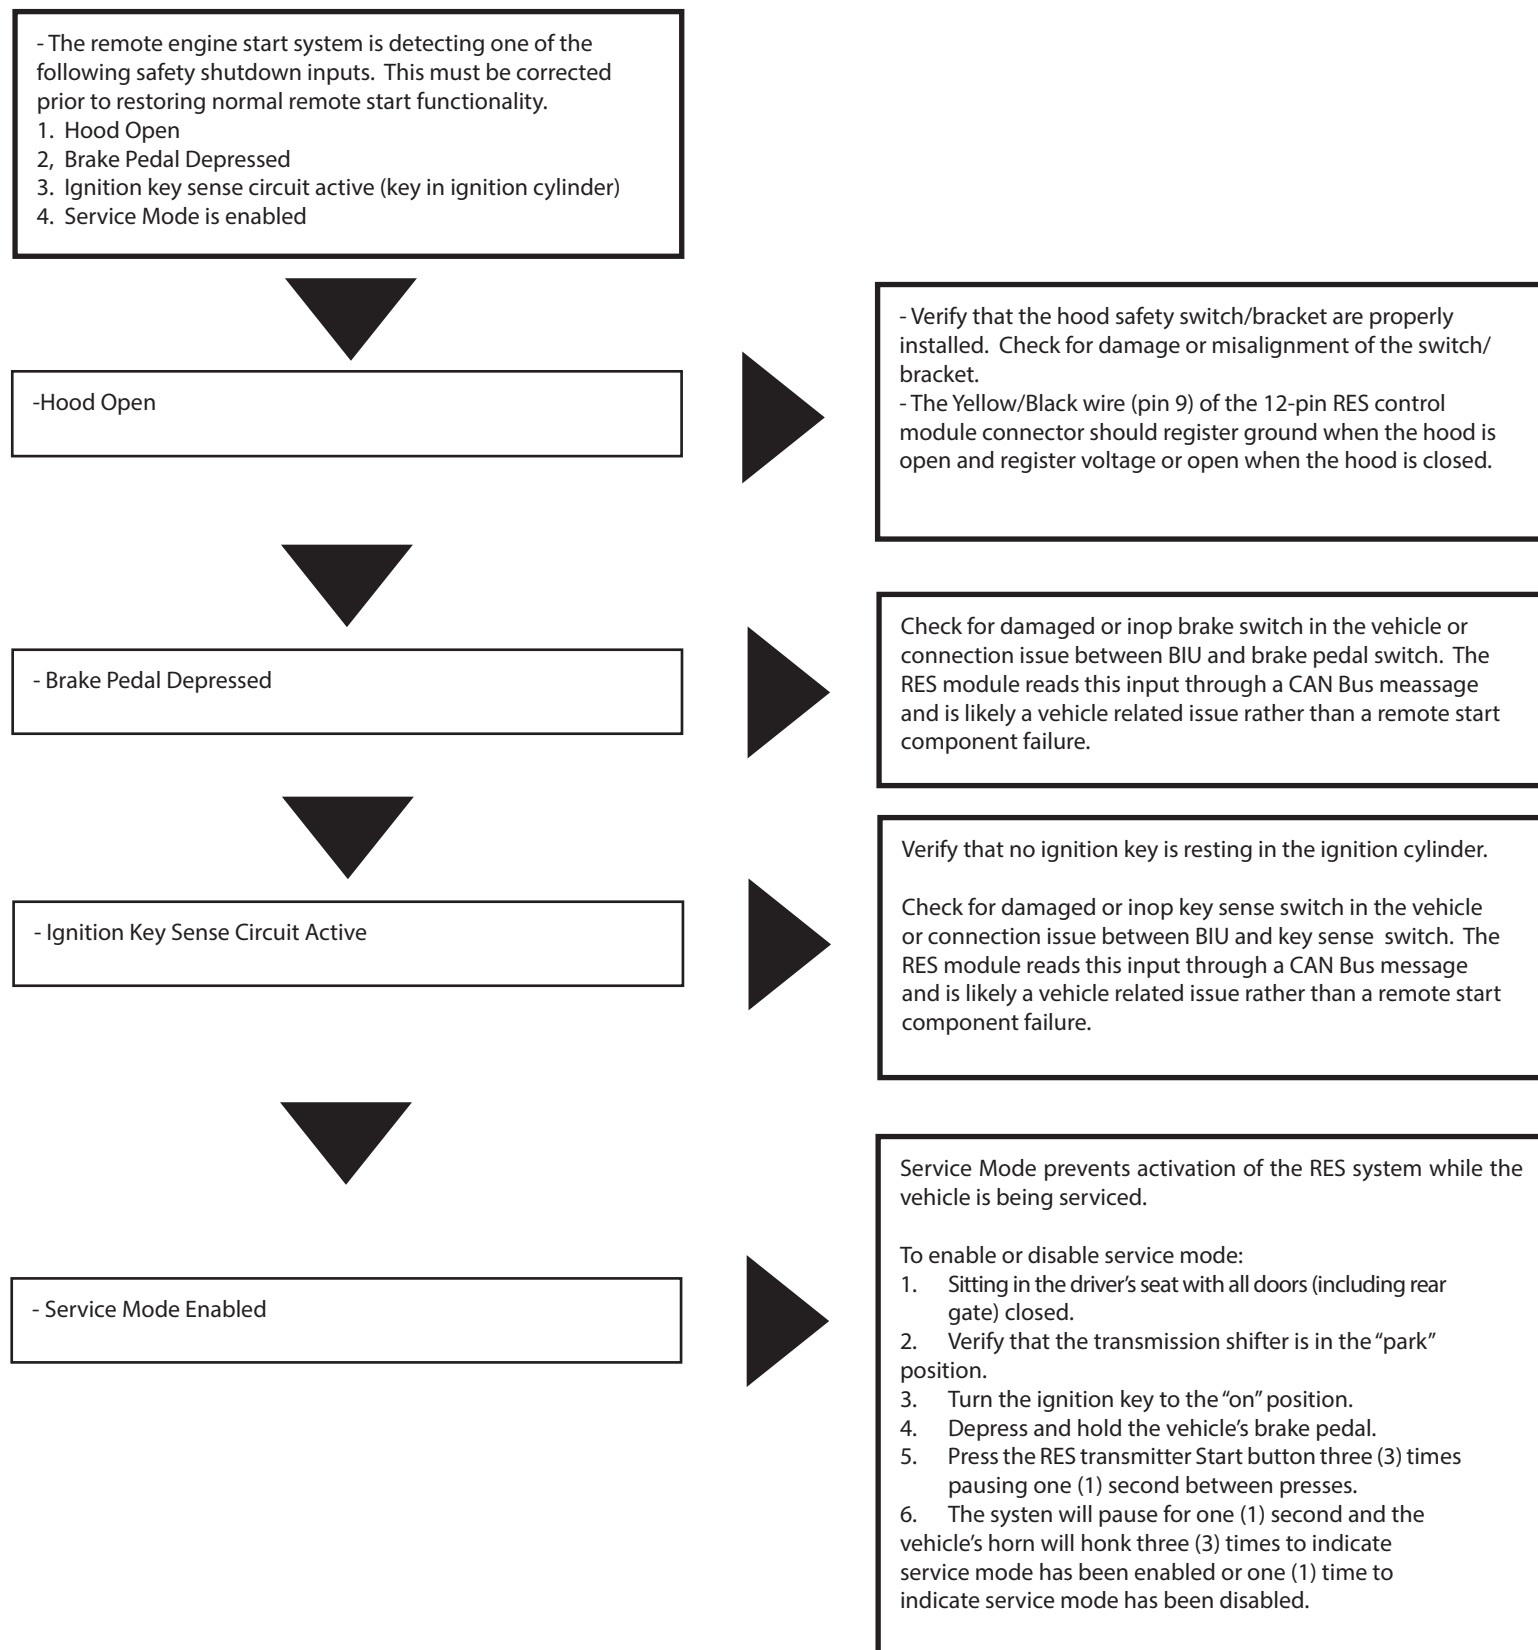 - The remote engine start system is detecting one of the
following safety shutdown inputs. This must be corrected
prior to restoring normal remote start functionality.
1. Hood Open
2, Brake Pedal Depressed
3. Ignition key sense circuit active (key in ignition cylinder)
4. Service Mode is enabled
-Hood Open
- Verify that the hood safety switch/bracket are properly
installed. Check for damage or misalignment of the switch/
bracket.
- The Yellow/Black wire (pin 9) of the 12-pin RES control
module connector should register ground when the hood is
open and register voltage or open when the hood is closed.
- Brake Pedal Depressed
Check for damaged or inop brake switch in the vehicle or
connection issue between BIU and brake pedal switch. The
RES module reads this input through a CAN Bus meassage
and is likely a vehicle related issue rather than a remote start
component failure.
- Ignition Key Sense Circuit Active
Verify that no ignition key is resting in the ignition cylinder.
Check for damaged or inop key sense switch in the vehicle
or connection issue between BIU and key sense switch. The
RES module reads this input through a CAN Bus message
and is likely a vehicle related issue rather than a remote start
component failure.
- Service Mode Enabled
Service Mode prevents activation of the RES system while the
vehicle is being serviced.
To enable or disable service mode:
1. Sitting in the driver's seat with all doors (including rear
gate) closed.
2. Verify that the transmission shifter is in the "park"
position.
3. Turn the ignition key to the "on" position.
4. Depress and hold the vehicle's brake pedal.
5. Press the RES transmitter Start button three (3) times
pausing one (1) second between presses.
6. The systen will pause for one (1) second and the
vehicle's horn will honk three (3) times to indicate
service mode has been enabled or one (1) time to
indicate service mode has been disabled.